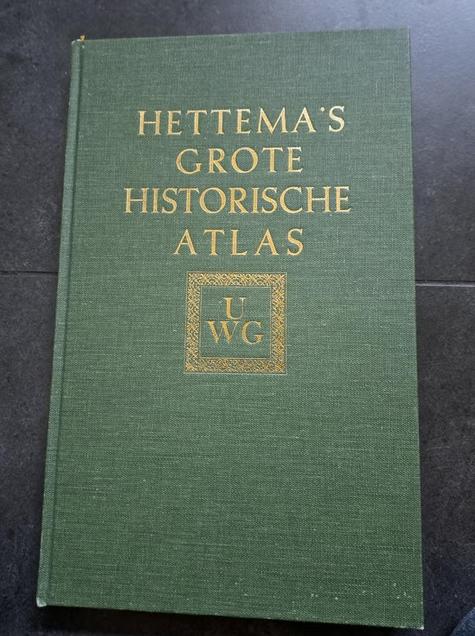 HETTEMA'S
GROTE
HISTORISCHE
ATLAS
U
WG